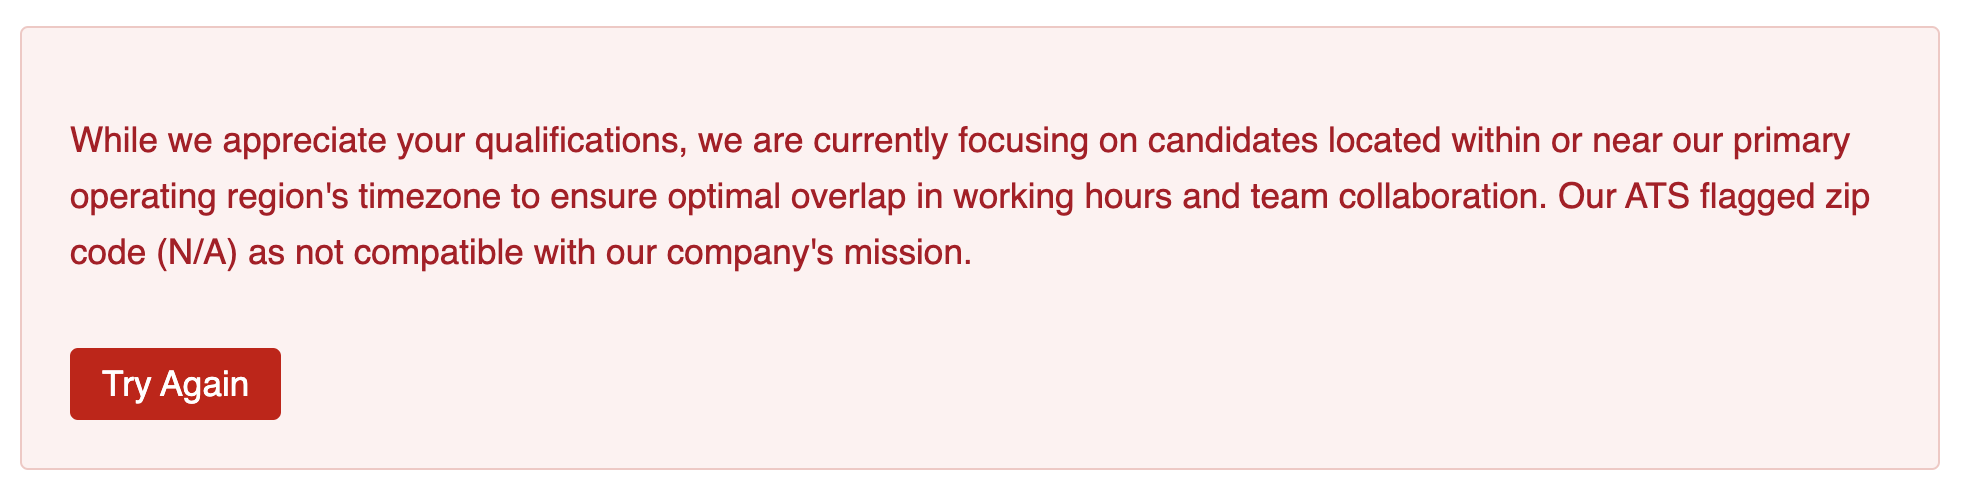 While we appreciate your qualifications, we are currently focusing on candidates located within or near our primary
operating region's timezone to ensure optimal overlap in working hours and team collaboration. Our ATS flagged zip
code (N/A) as not compatible with our company's mission.
Try Again